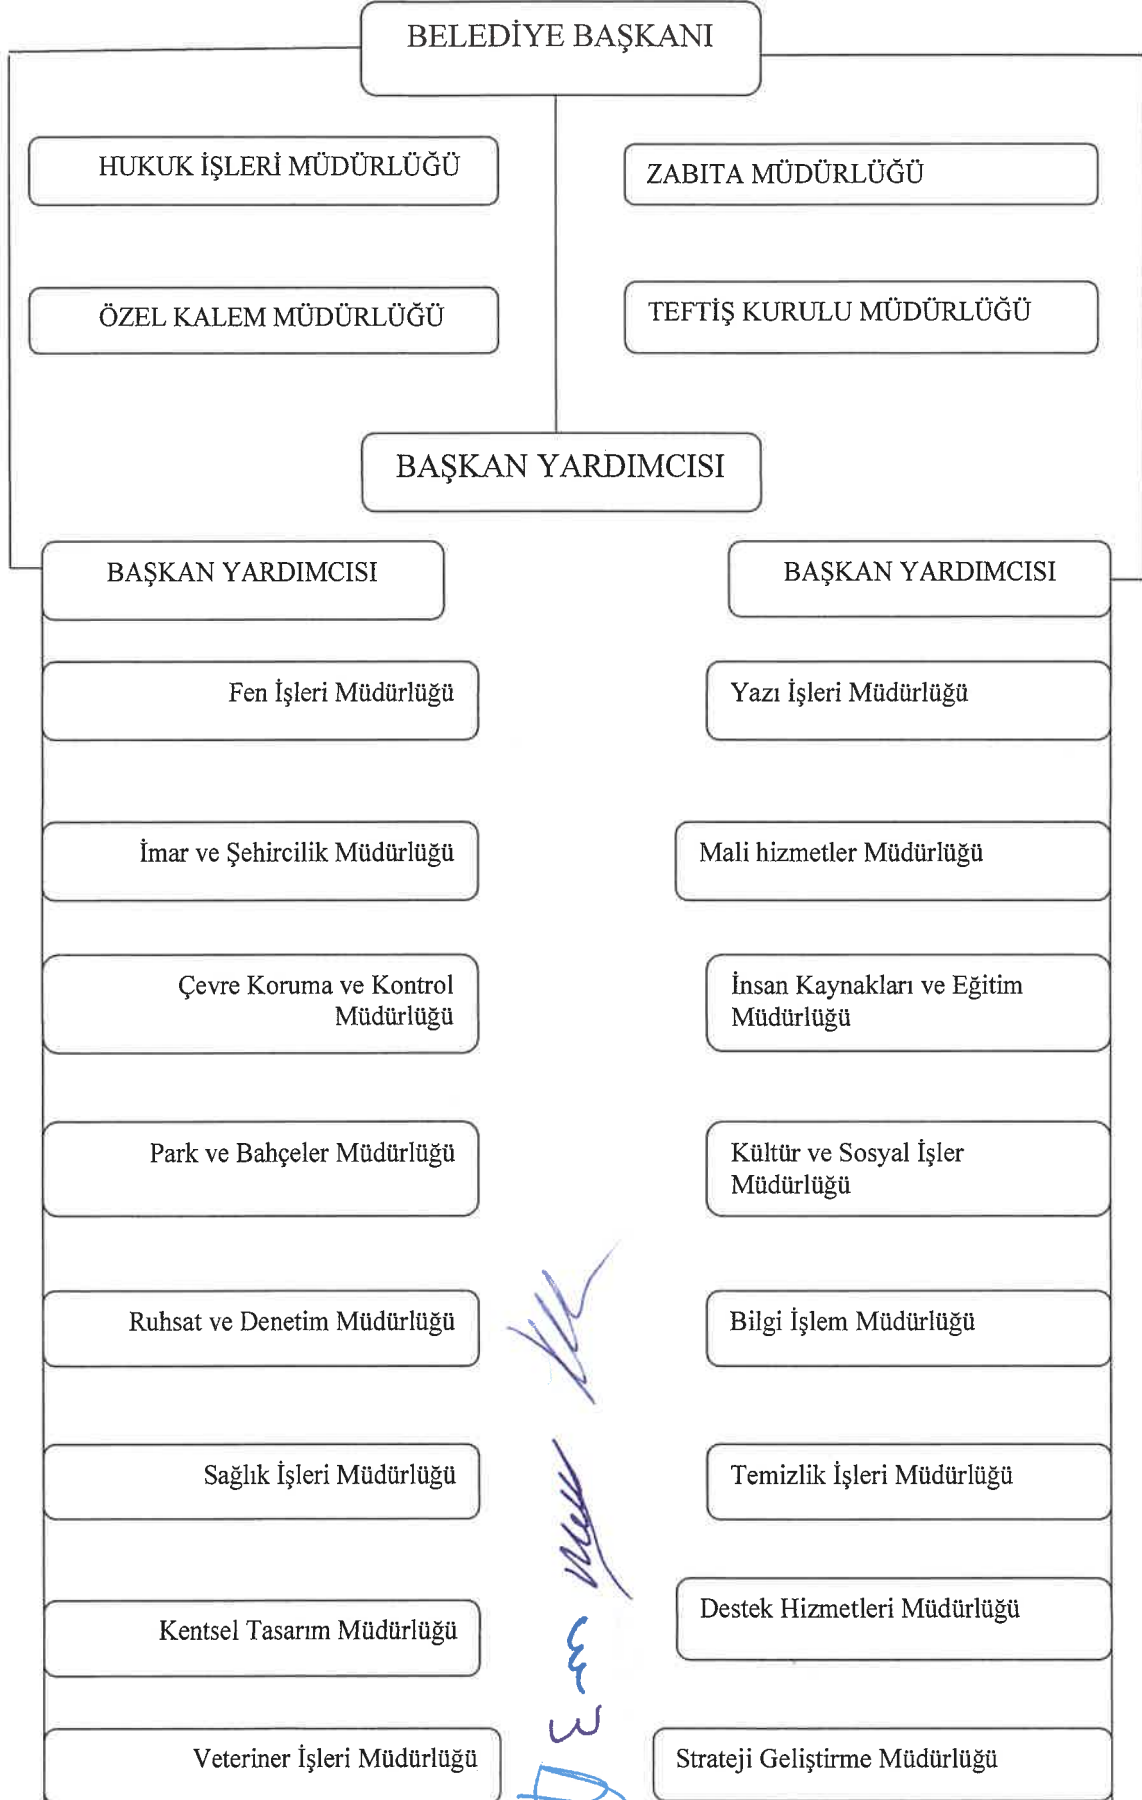 BELEDİYE BAŞKANI
HUKUK İŞLERİ MÜDÜRLÜĞÜ
ZABITA MÜDÜRLÜĞÜ
ÖZEL KALEM MÜDÜRLÜĞÜ
TEFTİŞ KURULU MÜDÜRLÜĞÜ
BAŞKAN YARDIMCISI
BAŞKAN YARDIMCISI
BAŞKAN YARDIMCISI
Fen İşleri Müdürlüğü
Yazı İşleri Müdürlüğü
İmar ve Şehircilik Müdürlüğü
Mali hizmetler Müdürlüğü
Çevre Koruma ve Kontrol
Müdürlüğü
İnsan Kaynakları ve Eğitim
Müdürlüğü
Park ve Bahçeler Müdürlüğü
Kültür ve Sosyal İşler
Müdürlüğü
Ruhsat ve Denetim Müdürlüğü
Bilgi İşlem Müdürlüğü
Sağlık İşleri Müdürlüğü
Temizlik İşleri Müdürlüğü
Kentsel Tasarım Müdürlüğü
Destek Hizmetleri Müdürlüğü
Veteriner İşleri Müdürlüğü
Strateji Geliştirme Müdürlüğü